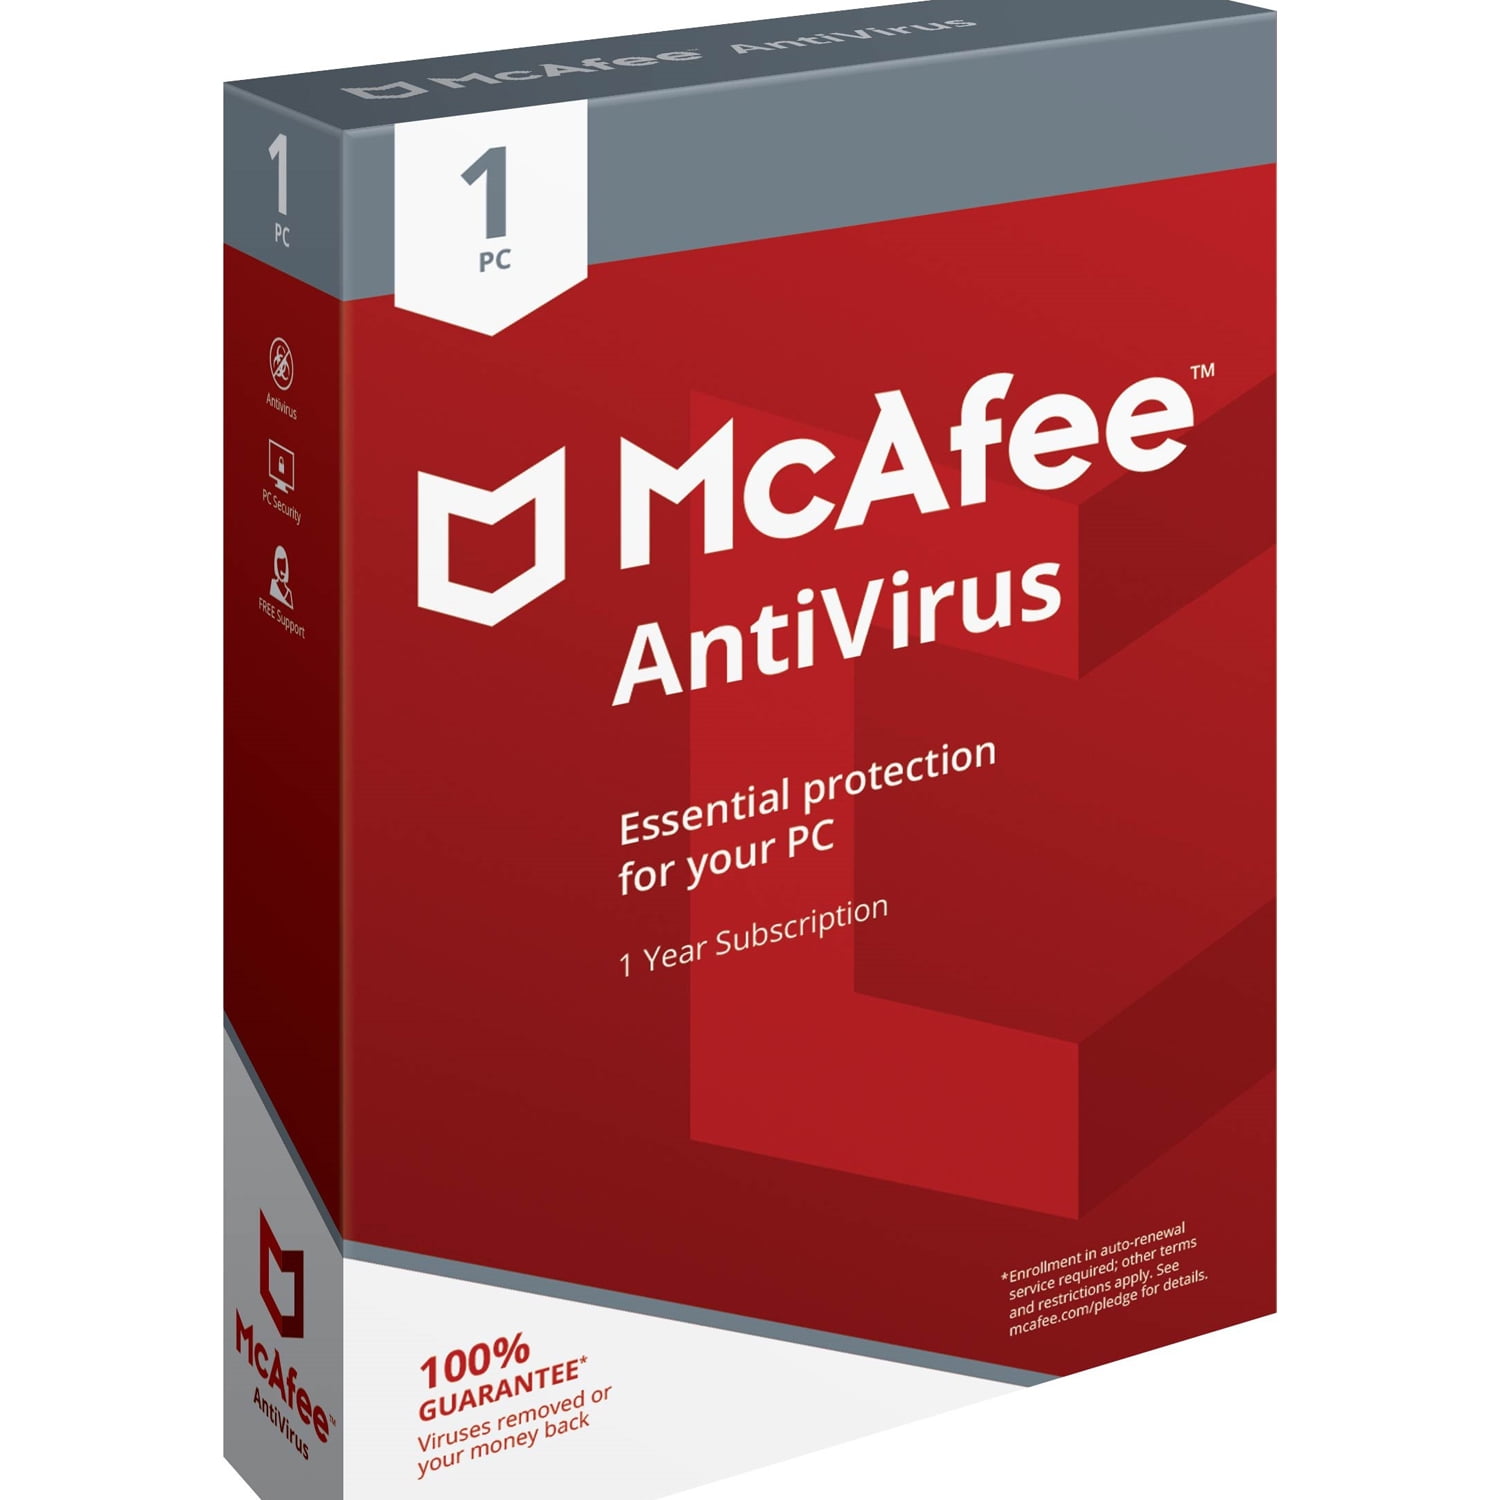 McAfee™ AntiVirus
1
PC
1
PC
Antivirus
PC Security
FREE Support
McAfee™
AntiVirus
Essential protection
for your PC
1 Year Subscription
*Enrollment in auto-renewal
service required; other terms
and restrictions apply. See
mcafee.com/pledge for details.
100%
GUARANTEE*
Viruses removed or
your money back
McAfee™
AntiVirus